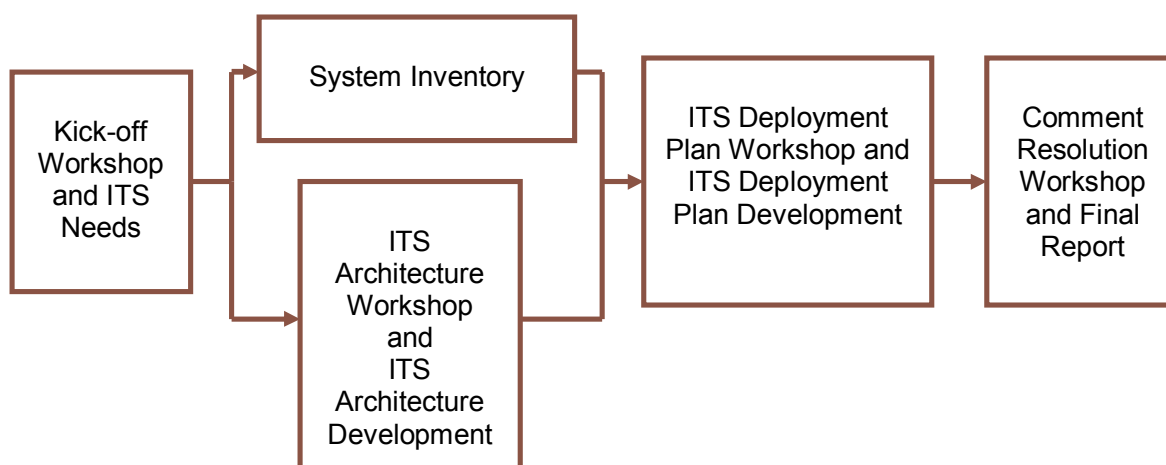 Kick-off
Workshop
and ITS
Needs
System Inventory
ITS
Architecture
Workshop
and
ITS
Architecture
Development
ITS Deployment
Plan Workshop and
ITS Deployment
Plan Development
Comment
Resolution
Workshop
and Final
Report